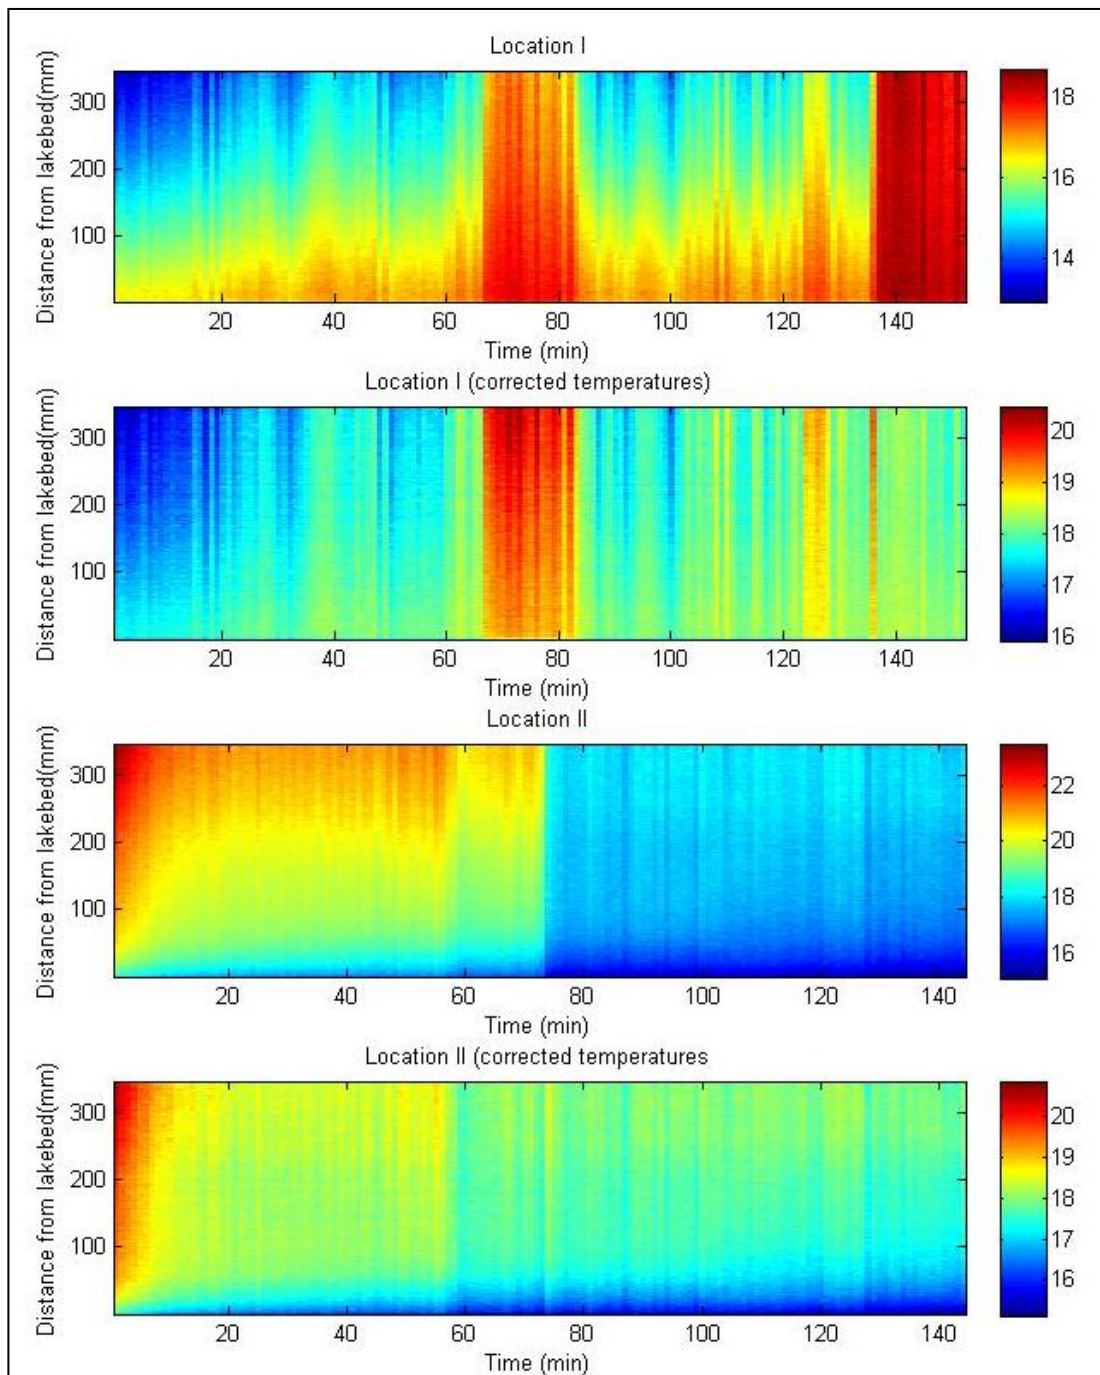 Location I
Distance from lakebed(mm)
300
200
100
20 40 60 80 100 120 140
Time (min)
18
16
14
Location I (corrected temperatures)
Distance from lakebed(mm)
300
200
100
20 40 60 80 100 120 140
Time (min)
20
19
18
17
16
Location II
Distance from lakebed(mm)
300
200
100
20 40 60 80 100 120 140
Time (min)
22
20
18
16
Location II (corrected temperatures
Distance from lakebed(mm)
300
200
100
20 40 60 80 100 120 140
Time (min)
20
19
18
17
16